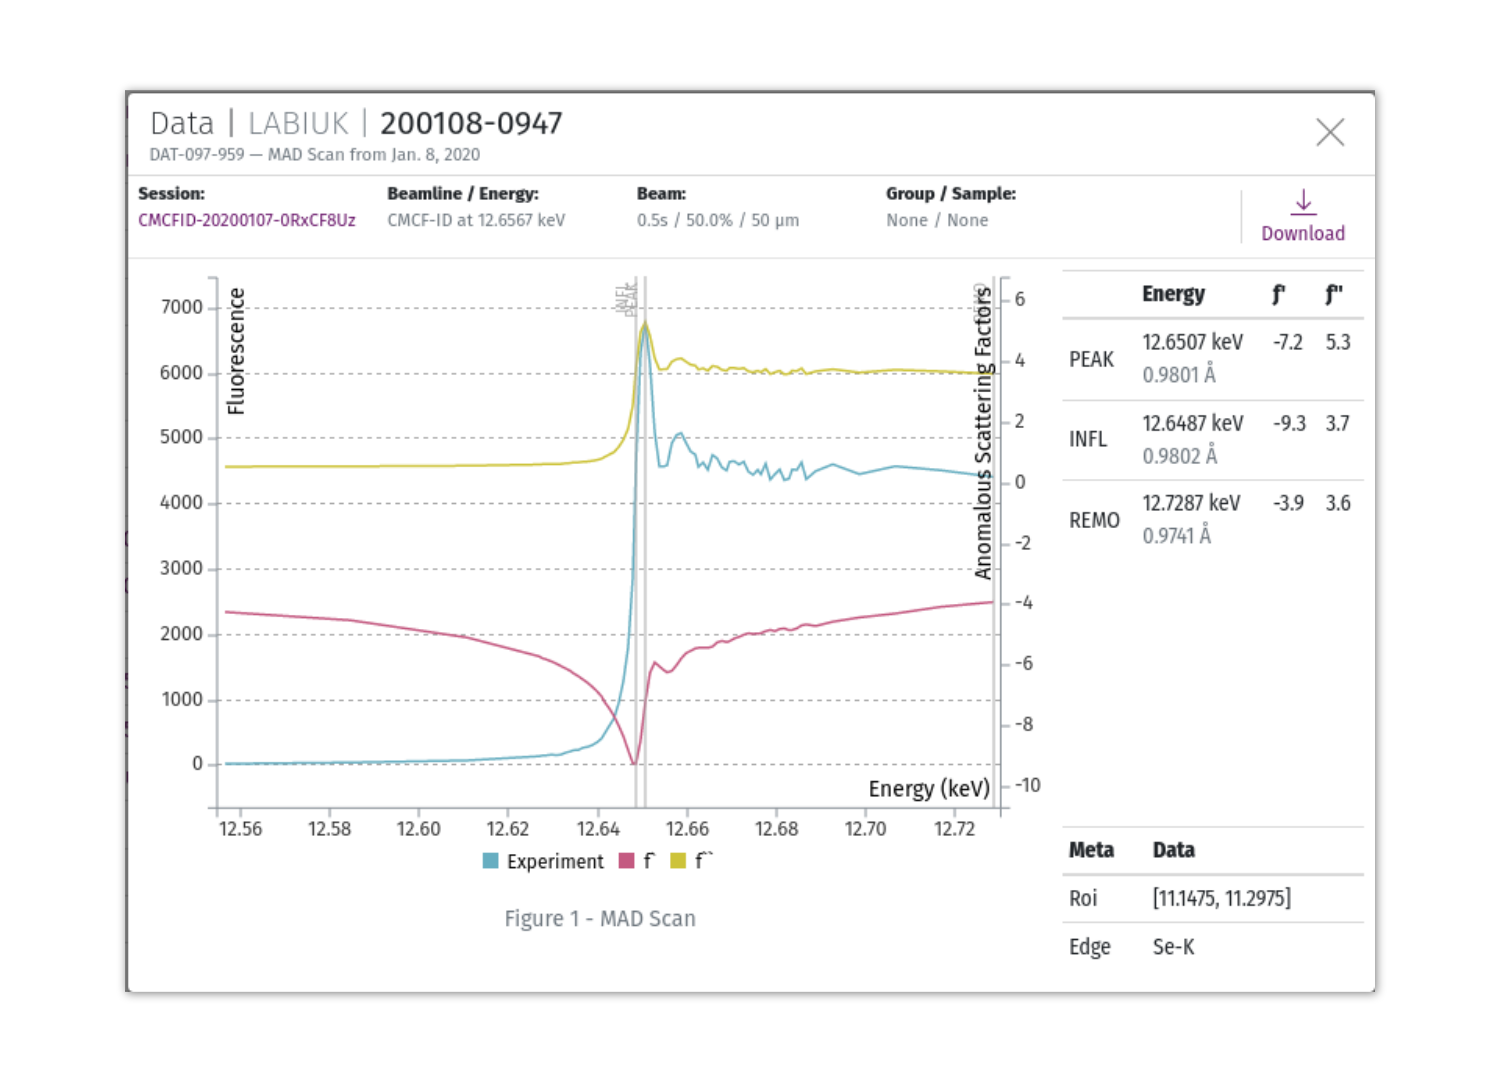 Data | LABIUK | 200108-0947
DAT-097-959 — MAD Scan from Jan. 8, 2020
Session:
CMCFID-20200107-0RxCF8Uz
Beamline / Energy:
CMCF-ID at 12.6567 keV
Beam:
0.5s / 50.0% / 50 µm
Group / Sample:
None / None
Download
Fluorescence
7000
6000
5000
4000
3000
2000
1000
0
INFL
PEAK
Anomalous Scattering Factors
6
4
2
0
-2
-4
-6
-8
-10
Energy (keV)
12.56 12.58 12.60 12.62 12.64 12.66 12.68 12.70 12.72
Experiment f` f``
Figure 1 - MAD Scan
Energy f' f"
PEAK 12.6507 keV -7.2 5.3
0.9801 Å
INFL 12.6487 keV -9.3 3.7
0.9802 Å
REMO 12.7287 keV -3.9 3.6
0.9741 Å
Meta Data
Roi [11.1475, 11.2975]
Edge Se-K